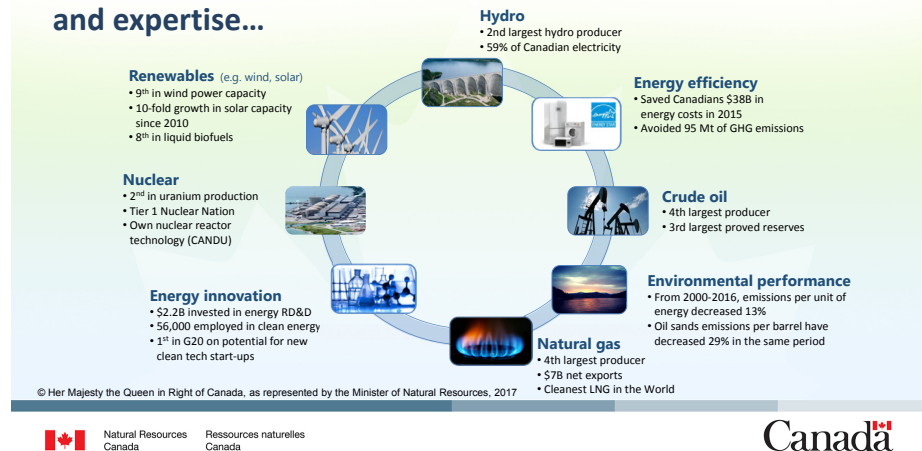 and expertise…
Hydro
• 2nd largest hydro producer
• 59% of Canadian electricity
Renewables (e.g. wind, solar)
• 9th in wind power capacity
• 10-fold growth in solar capacity
since 2010
• 8th in liquid biofuels
Energy efficiency
• Saved Canadians $38B in
energy costs in 2015
• Avoided 95 Mt of GHG emissions
Nuclear
• 2nd in uranium production
• Tier 1 Nuclear Nation
• Own nuclear reactor
technology (CANDU)
Crude oil
• 4th largest producer
• 3rd largest proved reserves
Energy innovation
• $2.2B invested in energy RD&D
• 56,000 employed in clean energy
• 1st in G20 on potential for new
clean tech start-ups
Environmental performance
• From 2000-2016, emissions per unit of
energy decreased 13%
• Oil sands emissions per barrel have
decreased 29% in the same period
Natural gas
• 4th largest producer
• $7B net exports
• Cleanest LNG in the World
© Her Majesty the Queen in Right of Canada, as represented by the Minister of Natural Resources, 2017
Natural Resources
Canada
Ressources naturelles
Canada
Canada